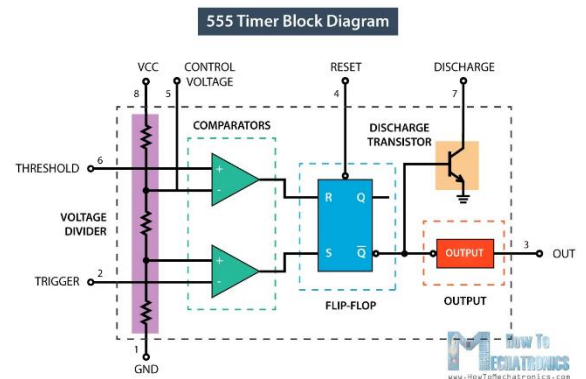 555 Timer Block Diagram
VCC
CONTROL
VOLTAGE
RESET
DISCHARGE
8
5
4
7
COMPARATORS
DISCHARGE
TRANSISTOR
THRESHOLD
6
+
-
R
Q
VOLTAGE
DIVIDER
+
-
S
Q̅
OUTPUT
3
OUT
TRIGGER
2
FLIP-FLOP
OUTPUT
1
GND
How To
MECHATRONICS
www.HowToMechatronics.com